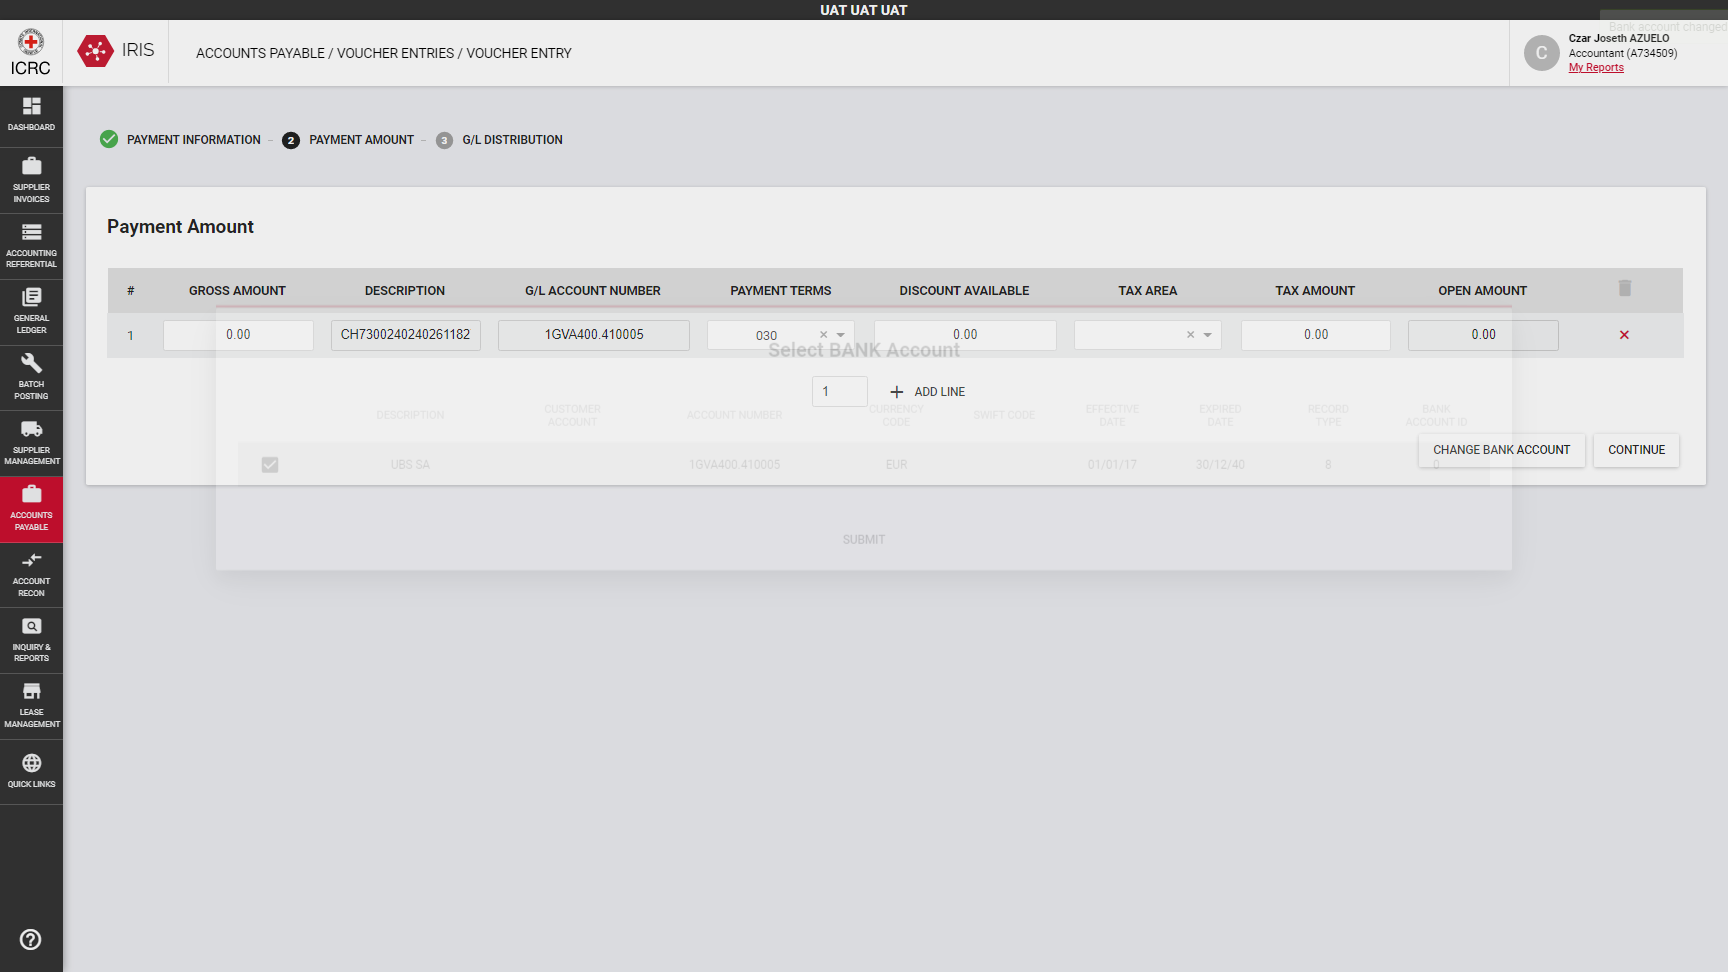 UAT UAT UAT
Bank account changed
ICRC
IRIS
ACCOUNTS PAYABLE / VOUCHER ENTRIES / VOUCHER ENTRY
C
Czar Joseth AZUELO
Accountant (A734509)
My Reports
DASHBOARD
SUPPLIER
INVOICES
ACCOUNTING
REFERENTIAL
GENERAL
LEDGER
BATCH
POSTING
SUPPLIER
MANAGEMENT
ACCOUNTS
PAYABLE
ACCOUNT
RECON
INQUIRY &
REPORTS
LEASE
MANAGEMENT
QUICK LINKS
PAYMENT INFORMATION - 2 PAYMENT AMOUNT - 3 G/L DISTRIBUTION
Payment Amount
# GROSS AMOUNT DESCRIPTION G/L ACCOUNT NUMBER PAYMENT TERMS DISCOUNT AVAILABLE TAX AREA TAX AMOUNT OPEN AMOUNT
1 0.00 CH7300240240261182 1GVA400.410005 030 0.00 0.00 0.00
Select BANK Account
1 ADD LINE
DESCRIPTION CUSTOMER ACCOUNT ACCOUNT NUMBER CURRENCY CODE SWIFT CODE EFFECTIVE DATE EXPIRED DATE RECORD TYPE BANK ACCOUNT ID
CHANGE BANK ACCOUNT CONTINUE
UBS SA 1GVA400.410005 EUR 01/01/17 30/12/40 8 0
SUBMIT